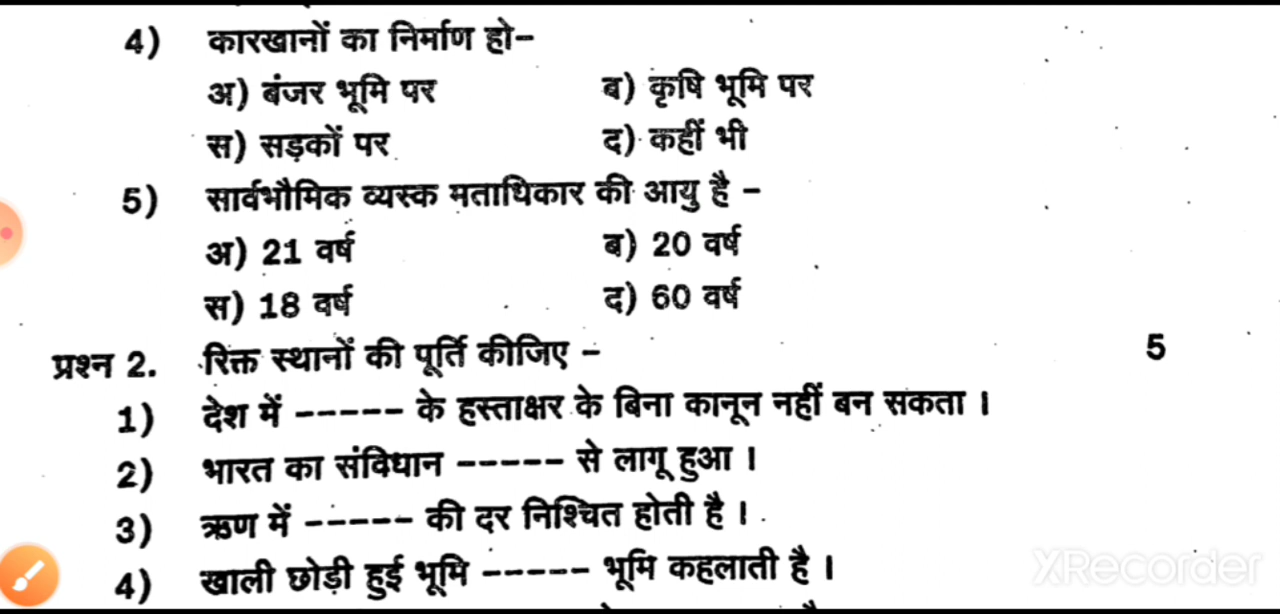 4) कारखानों का निर्माण हो-
अ) बंजर भूमि पर ब) कृषि भूमि पर
स) सड़कों पर द) कहीं भी
5) सार्वभौमिक व्यस्क मताधिकार की आयु है -
अ) 21 वर्ष ब) 20 वर्ष
स) 18 वर्ष द) 60 वर्ष
प्रश्न 2. रिक्त स्थानों की पूर्ति कीजिए - 5
1) देश में ----- के हस्ताक्षर के बिना कानून नहीं बन सकता ।
2) भारत का संविधान ----- से लागू हुआ ।
3) ऋण में ----- की दर निश्चित होती है ।
4) खाली छोड़ी हुई भूमि ----- भूमि कहलाती है ।
XRecorder